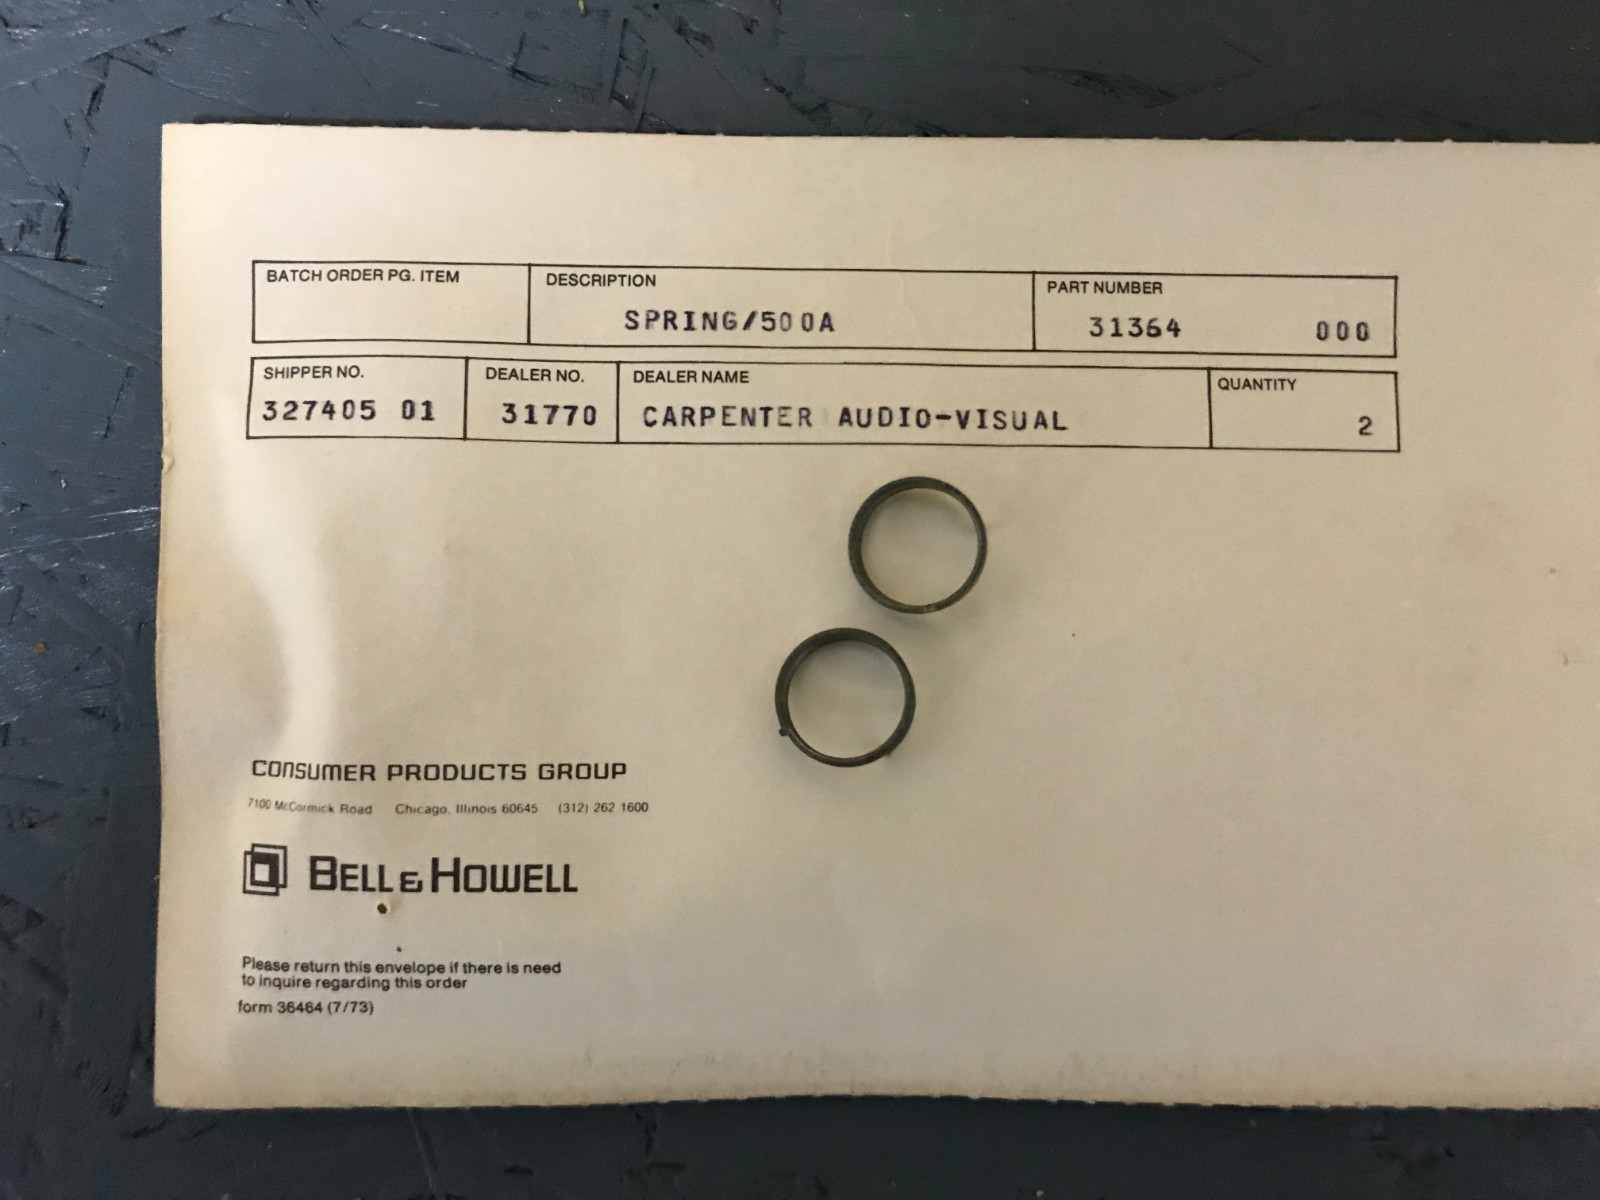 BATCH ORDER PG. ITEM
DESCRIPTION
SPRING/500A
PART NUMBER
31364 000
SHIPPER NO.
327405 01
DEALER NO.
31770
DEALER NAME
CARPENTER AUDIO-VISUAL
QUANTITY
2
CONSUMER PRODUCTS GROUP
7100 McCormick Road Chicago, Illinois 60645 (312) 262 1600
BELL & HOWELL
Please return this envelope if there is need
to inquire regarding this order
form 36464 (7/73)